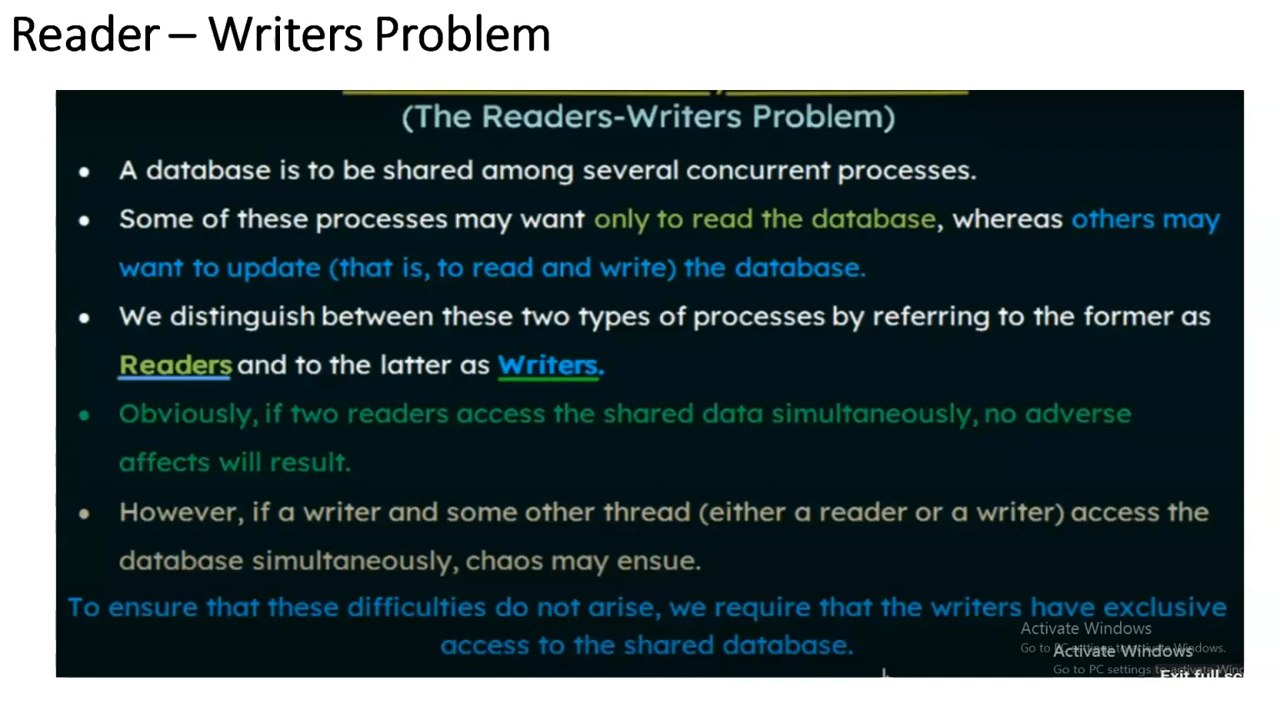 Reader – Writers Problem
(The Readers-Writers Problem)
• A database is to be shared among several concurrent processes.
• Some of these processes may want only to read the database, whereas others may
want to update (that is, to read and write) the database.
• We distinguish between these two types of processes by referring to the former as
Readers and to the latter as Writers.
• Obviously, if two readers access the shared data simultaneously, no adverse
affects will result.
• However, if a writer and some other thread (either a reader or a writer) access the
database simultaneously, chaos may ensue.
To ensure that these difficulties do not arise, we require that the writers have exclusive
access to the shared database.
Activate Windows
Go to PC settings to activate Windows.
Activate Windows
Go to PC settings to activate
Exit full